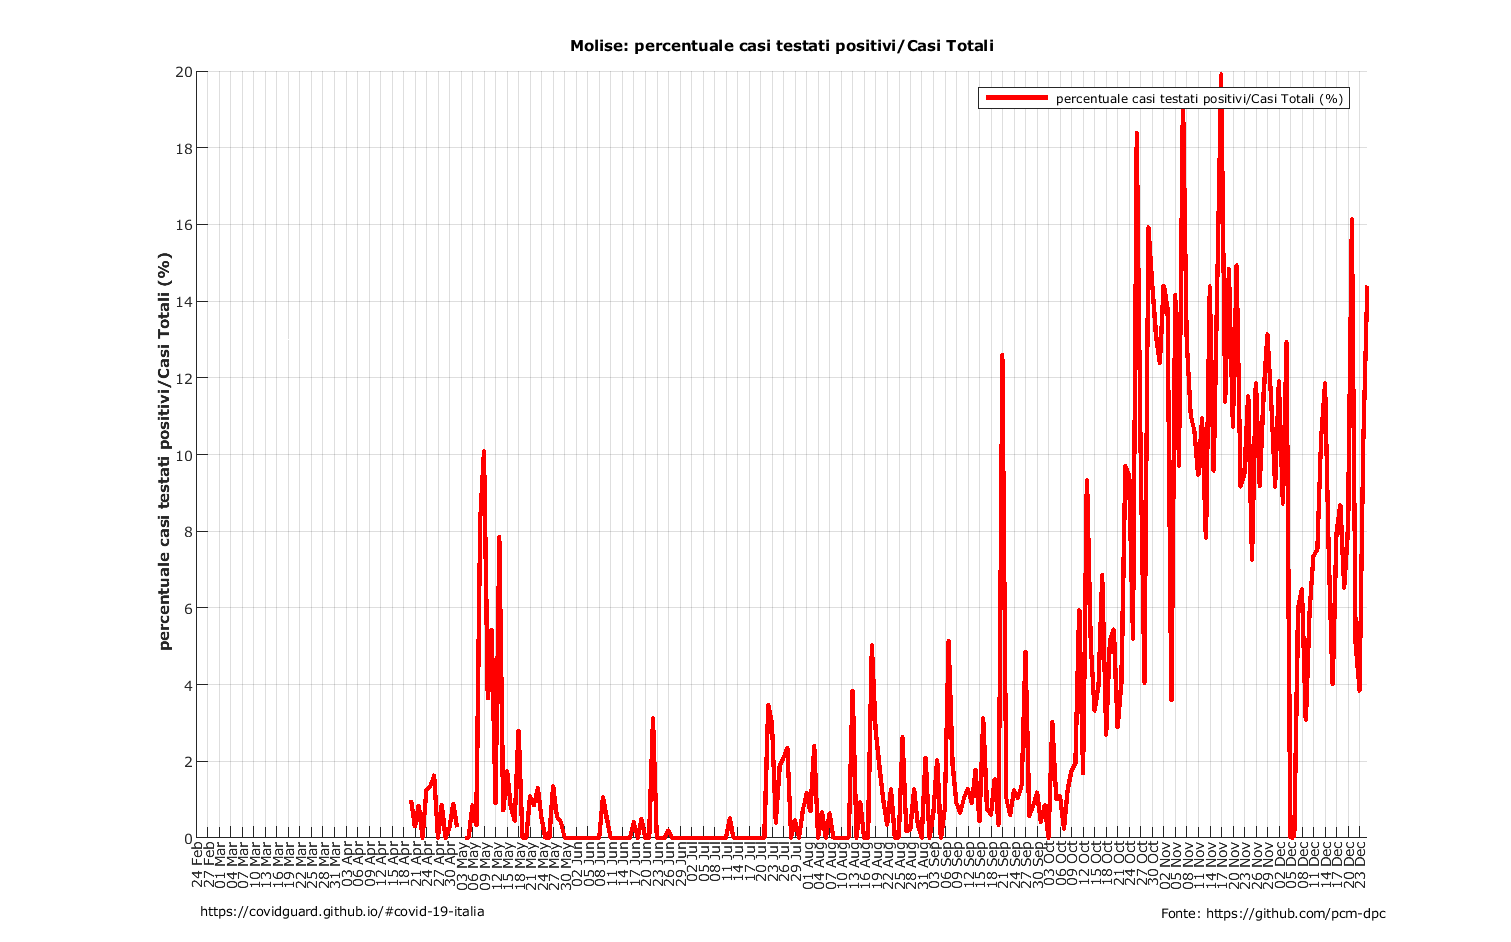 Molise: percentuale casi testati positivi/Casi Totali
percentuale casi testati positivi/Casi Totali (%)
percentuale casi testati positivi/Casi Totali (%)
20
18
16
14
12
10
8
6
4
2
0
24 Feb
27 Feb
01 Mar
04 Mar
07 Mar
10 Mar
13 Mar
16 Mar
19 Mar
22 Mar
25 Mar
28 Mar
31 Mar
03 Apr
06 Apr
09 Apr
12 Apr
15 Apr
18 Apr
21 Apr
24 Apr
27 Apr
30 Apr
03 May
06 May
09 May
12 May
15 May
18 May
21 May
24 May
27 May
30 May
02 Jun
05 Jun
08 Jun
11 Jun
14 Jun
17 Jun
20 Jun
23 Jun
26 Jun
29 Jun
02 Jul
05 Jul
08 Jul
11 Jul
14 Jul
17 Jul
20 Jul
23 Jul
26 Jul
29 Jul
01 Aug
04 Aug
07 Aug
10 Aug
13 Aug
16 Aug
19 Aug
22 Aug
25 Aug
28 Aug
31 Aug
03 Sep
06 Sep
09 Sep
12 Sep
15 Sep
18 Sep
21 Sep
24 Sep
27 Sep
30 Sep
03 Oct
06 Oct
09 Oct
12 Oct
15 Oct
18 Oct
21 Oct
24 Oct
27 Oct
30 Oct
02 Nov
05 Nov
08 Nov
11 Nov
14 Nov
17 Nov
20 Nov
23 Nov
26 Nov
29 Nov
02 Dec
05 Dec
08 Dec
11 Dec
14 Dec
17 Dec
20 Dec
23 Dec
https://covidguard.github.io/#covid-19-italia
Fonte: https://github.com/pcm-dpc